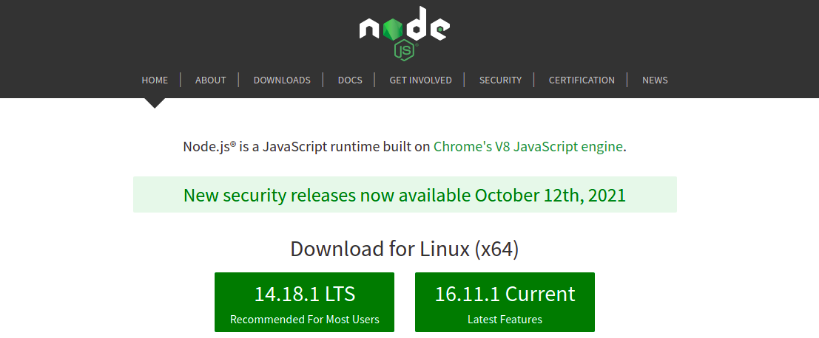 node
JS
HOME | ABOUT | DOWNLOADS | DOCS | GET INVOLVED | SECURITY | CERTIFICATION | NEWS
Node.js® is a JavaScript runtime built on Chrome's V8 JavaScript engine.
New security releases now available October 12th, 2021
Download for Linux (x64)
14.18.1 LTS
Recommended For Most Users
16.11.1 Current
Latest Features